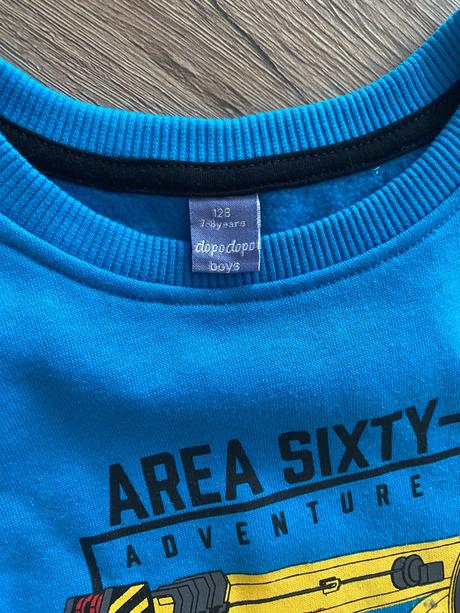 128
7-8years
dopodopo
boys
AREA SIXTY-
ADVENTURE